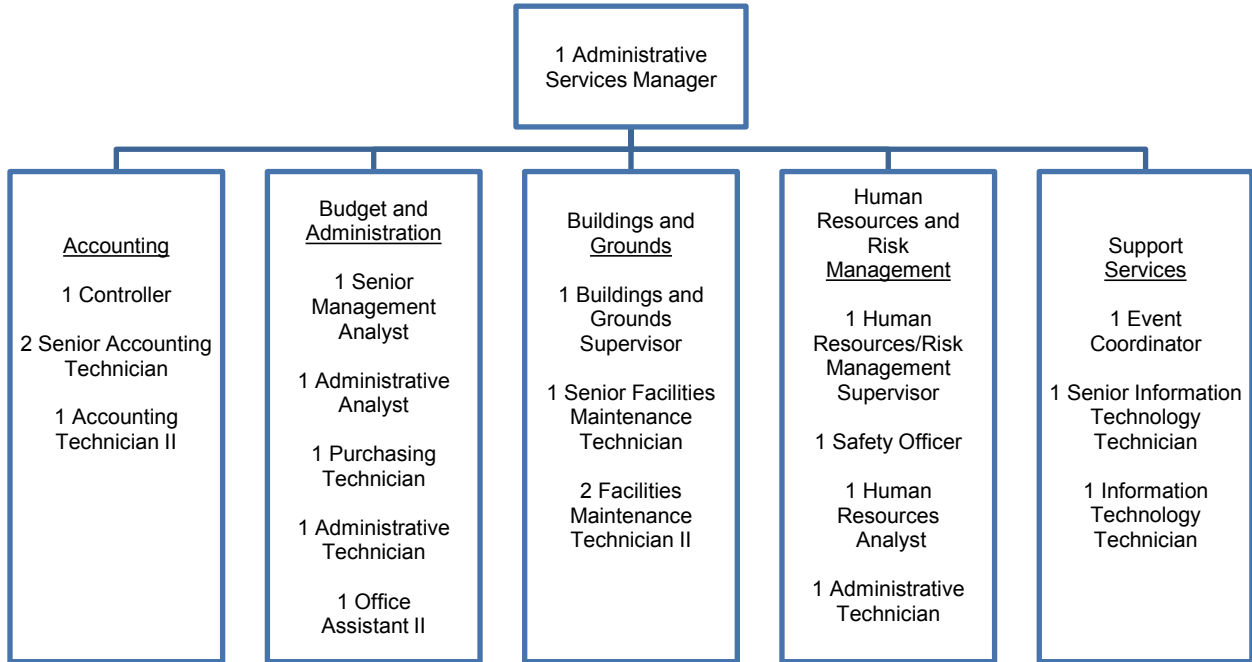 1 Administrative
Services Manager
Accounting
1 Controller
2 Senior Accounting
Technician
1 Accounting
Technician II
Budget and
Administration
1 Senior
Management
Analyst
1 Administrative
Analyst
1 Purchasing
Technician
1 Administrative
Technician
1 Office
Assistant II
Buildings and
Grounds
1 Buildings and
Grounds
Supervisor
1 Senior Facilities
Maintenance
Technician
2 Facilities
Maintenance
Technician II
Human
Resources and
Risk
Management
1 Human
Resources/Risk
Management
Supervisor
1 Safety Officer
1 Human
Resources
Analyst
1 Administrative
Technician
Support
Services
1 Event
Coordinator
1 Senior Information
Technology
Technician
1 Information
Technology
Technician